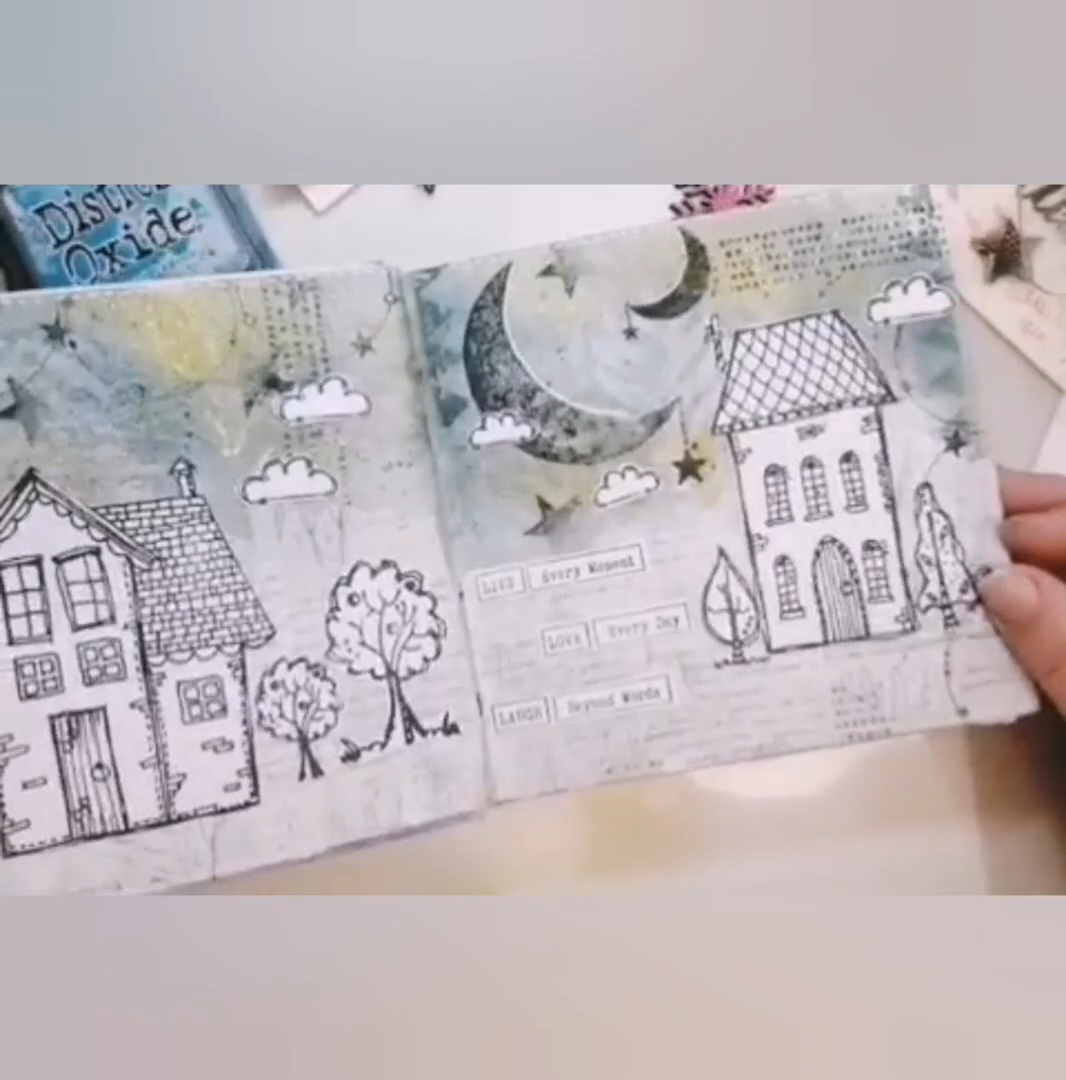 Distress
Oxide
LIVE Every Moment
LOVE Every Day
LAUGH Beyond Words